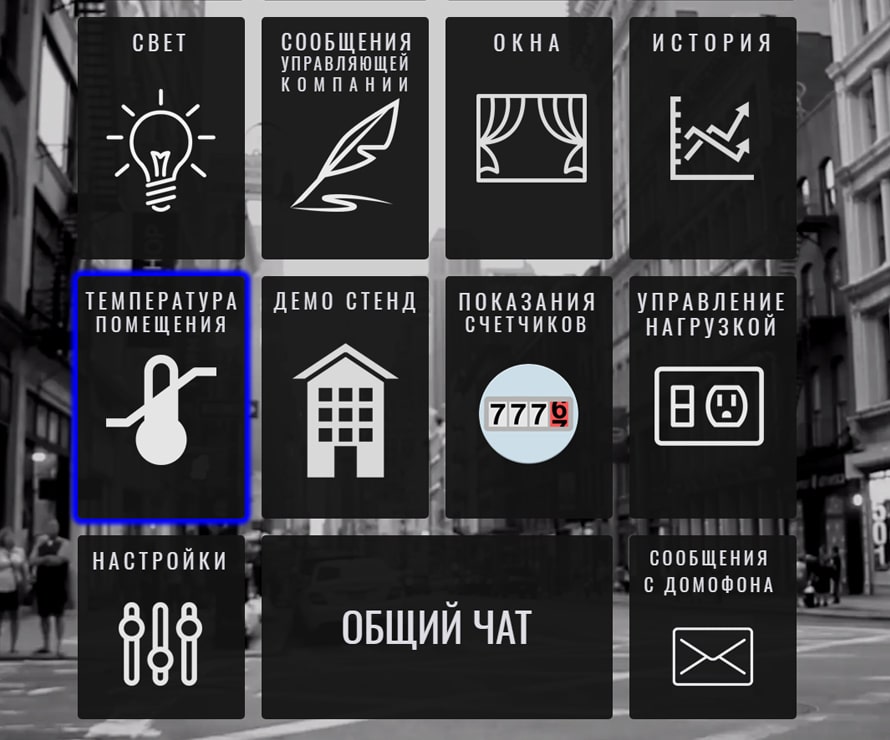 СВЕТ
СООБЩЕНИЯ
УПРАВЛЯЮЩЕЙ
КОМПАНИИ
ОКНА
ИСТОРИЯ
ТЕМПЕРАТУРА
ПОМЕЩЕНИЯ
ДЕМО СТЕНД
ПОКАЗАНИЯ
СЧЕТЧИКОВ
777
УПРАВЛЕНИЕ
НАГРУЗКОЙ
НАСТРОЙКИ
ОБЩИЙ ЧАТ
СООБЩЕНИЯ
С ДОМОФОНА